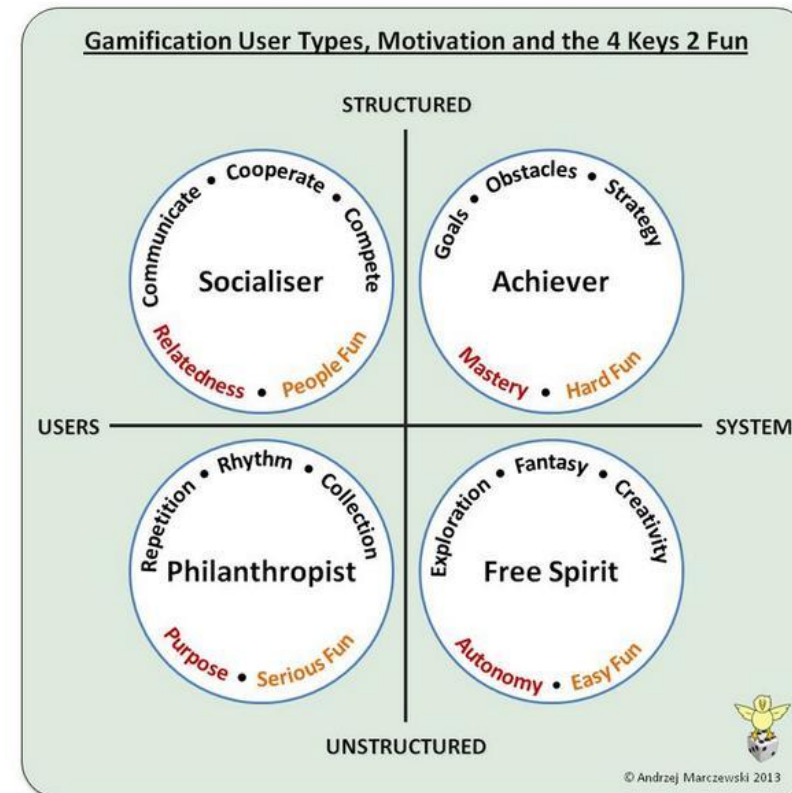 Gamification User Types, Motivation and the 4 Keys 2 Fun
STRUCTURED
Communicate • Cooperate • Compete
Socialiser
Relatedness • People Fun
Goals • Obstacles • Strategy
Achiever
Mastery • Hard Fun
USERS
SYSTEM
Repetition • Rhythm • Collection
Philanthropist
Purpose • Serious Fun
Exploration • Fantasy • Creativity
Free Spirit
Autonomy • Easy Fun
UNSTRUCTURED
© Andrzej Marczewski 2013